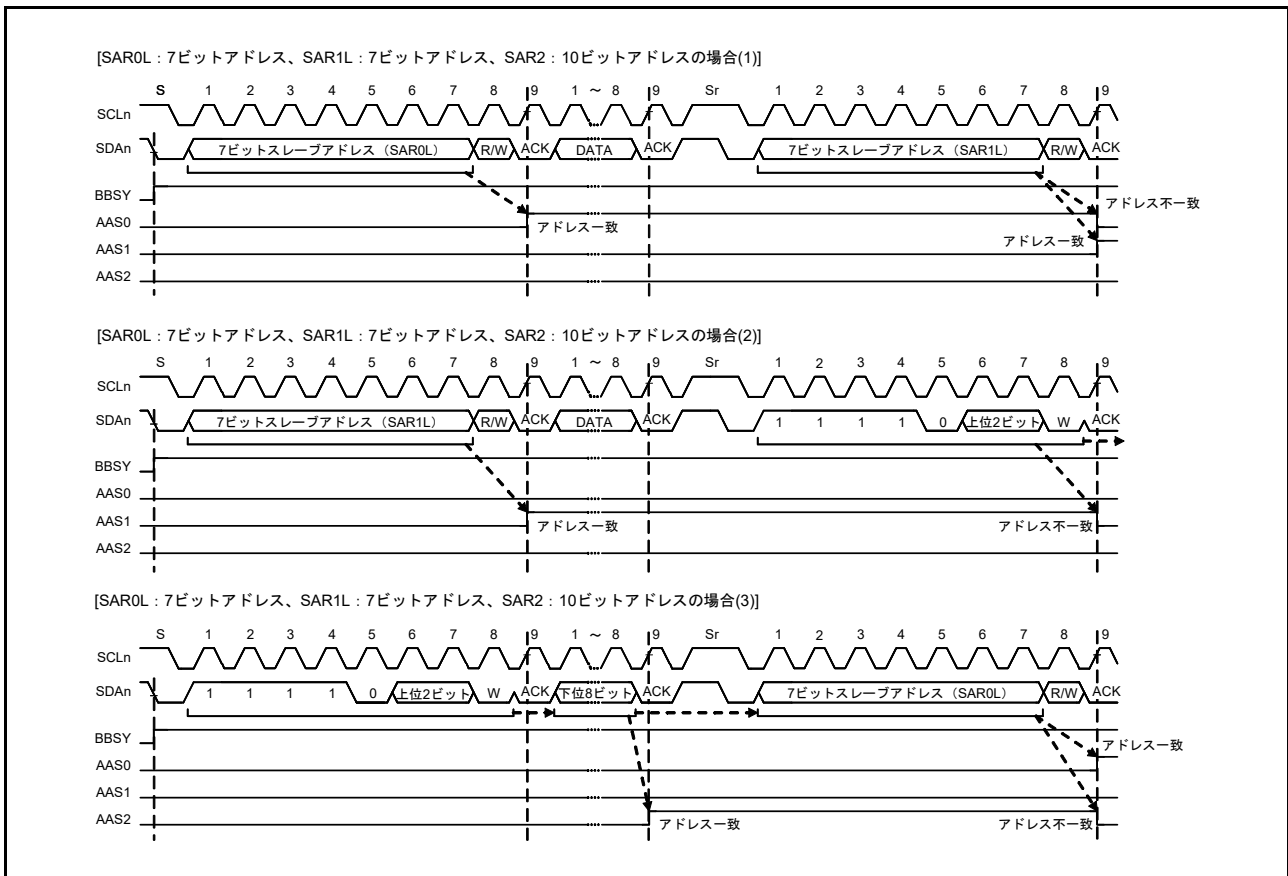 [SAR0L：7ビットアドレス、SAR1L：7ビットアドレス、SAR2：10ビットアドレスの場合(1)]
S 1 2 3 4 5 6 7 8 9 1 ～ 8 9 Sr 1 2 3 4 5 6 7 8 9
SCLn
SDAn 7ビットスレーブアドレス（SAR0L） R/W ACK DATA ACK 7ビットスレーブアドレス（SAR1L） R/W ACK
BBSY
アドレス不一致
AAS0 アドレス一致
アドレス一致
AAS1
AAS2
[SAR0L：7ビットアドレス、SAR1L：7ビットアドレス、SAR2：10ビットアドレスの場合(2)]
S 1 2 3 4 5 6 7 8 9 1 ～ 8 9 Sr 1 2 3 4 5 6 7 8 9
SCLn
SDAn 7ビットスレーブアドレス（SAR1L） R/W ACK DATA ACK 1 1 1 1 0 上位2ビット W ACK
BBSY
AAS0
AAS1 アドレス一致 アドレス不一致
AAS2
[SAR0L：7ビットアドレス、SAR1L：7ビットアドレス、SAR2：10ビットアドレスの場合(3)]
S 1 2 3 4 5 6 7 8 9 1 ～ 8 9 Sr 1 2 3 4 5 6 7 8 9
SCLn
SDAn 1 1 1 1 0 上位2ビット W ACK 下位8ビット ACK 7ビットスレーブアドレス（SAR0L） R/W ACK
BBSY
アドレス一致
AAS0
AAS1
AAS2 アドレス一致 アドレス不一致